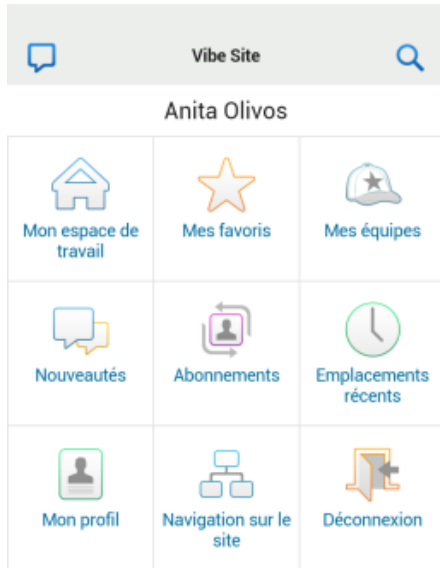 Vibe Site
Anita Olivos
Mon espace de
travail
Mes favoris
Mes équipes
Nouveautés
Abonnements
Emplacements
récents
Mon profil
Navigation sur le
site
Déconnexion